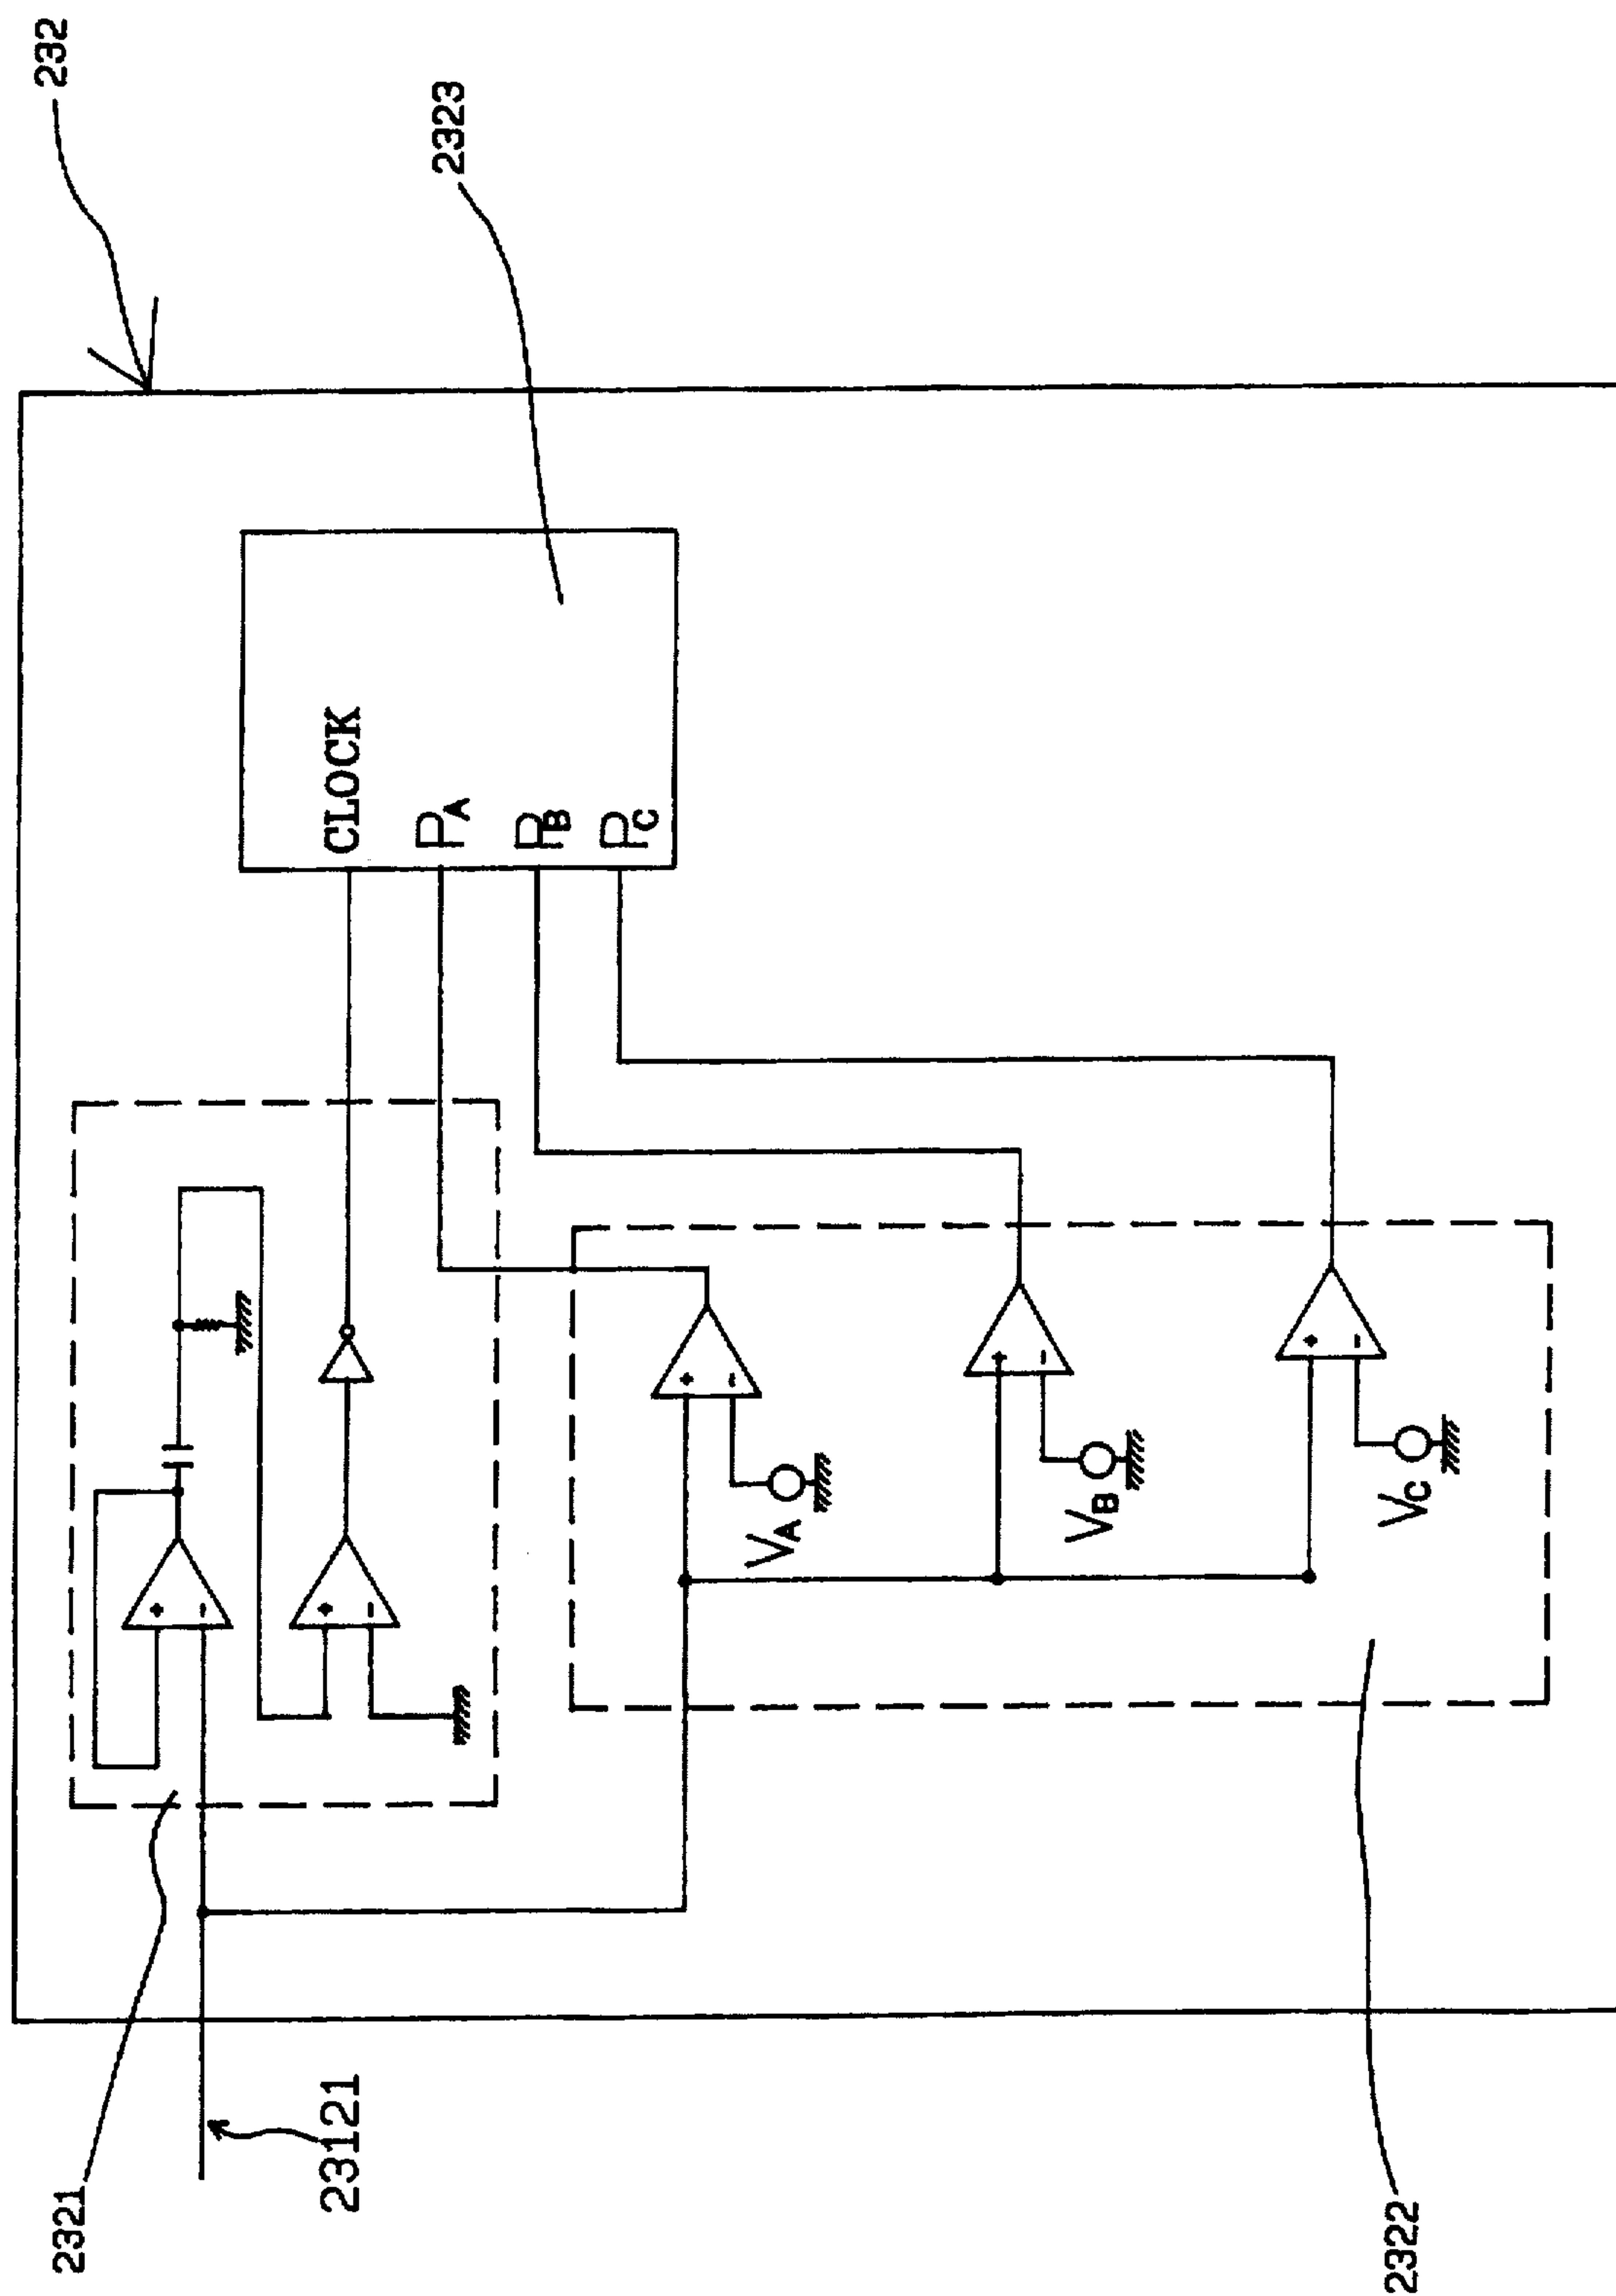 232
2323
CLOCK
PA
PB
PC
+
-
+
-
+
-
VA
+
-
VB
+
-
VC
2321
23121
2322